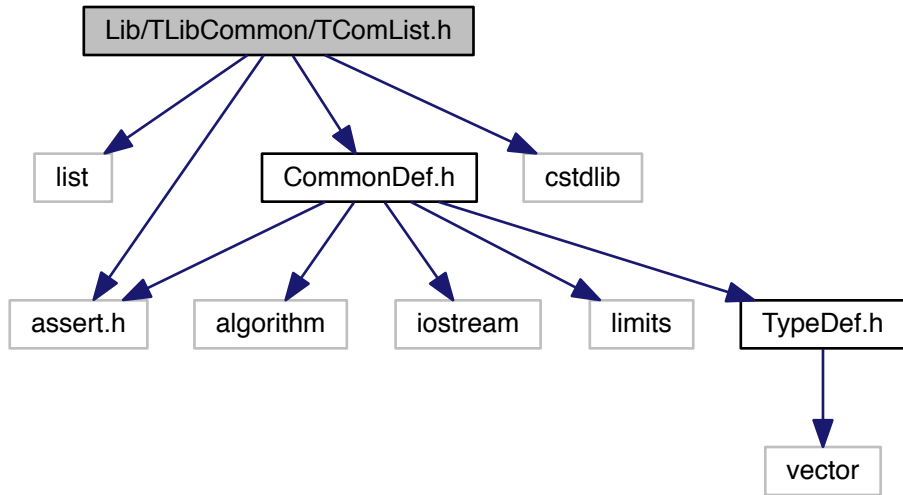 Lib/TLibCommon/TComList.h
list
CommonDef.h
cstdlib
assert.h
algorithm
iostream
limits
TypeDef.h
vector